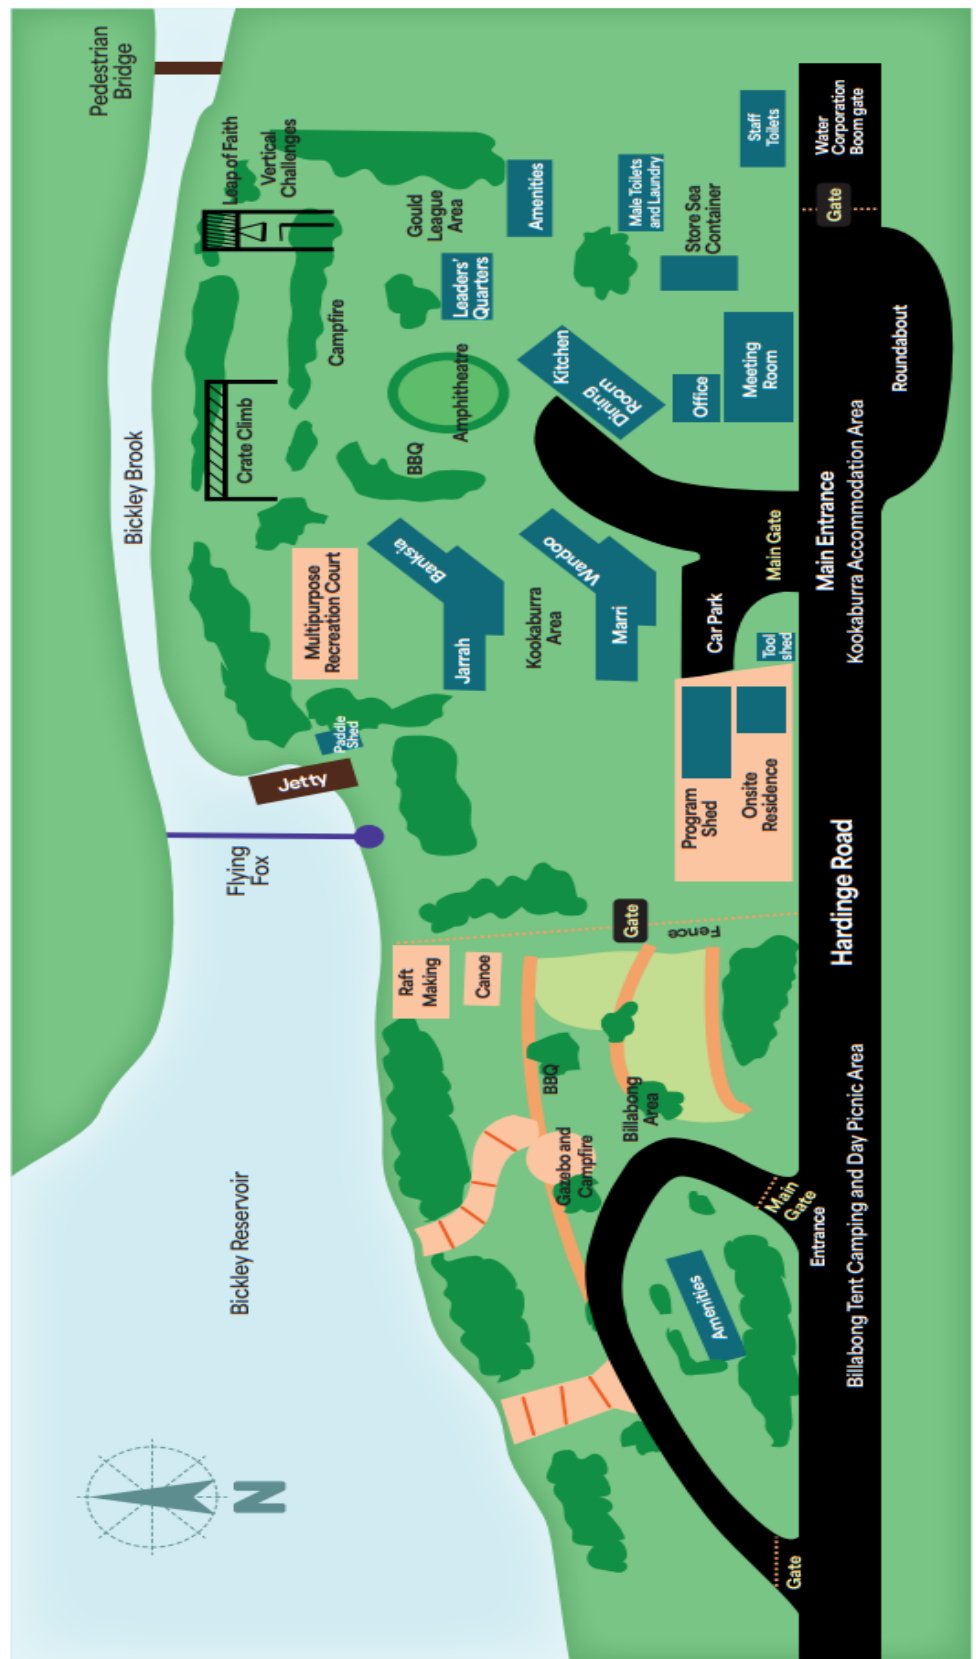 Pedestrian
Bridge
Leap of Faith
Vertical
Challenges
Gould
League
Area
Amenities
Male Toilets
and Laundry
Staff
Toilets
Water
Corporation
Boom gate
Gate
Store Sea
Container
Leaders'
Quarters
Campfire
Amphitheatre
Kitchen
Dining
Room
Office
Meeting
Room
Roundabout
Crate Climb
BBQ
Bickley Brook
Multipurpose
Recreation Court
Banksia
Jarrah
Wandoo
Marri
Kookaburra
Area
Car Park
Main Gate
Main Entrance
Kookaburra Accommodation Area
Tool
shed
Paddle
Shed
Jetty
Flying
Fox
Program
Shed
Onsite
Residence
Hardinge Road
Gate
Fence
Raft
Making
Canoe
BBQ
Billabong
Area
Gazebo and
Campfire
Bickley Reservoir
Main
Gate
Entrance
Billabong Tent Camping and Day Picnic Area
Amenities
N
Gate